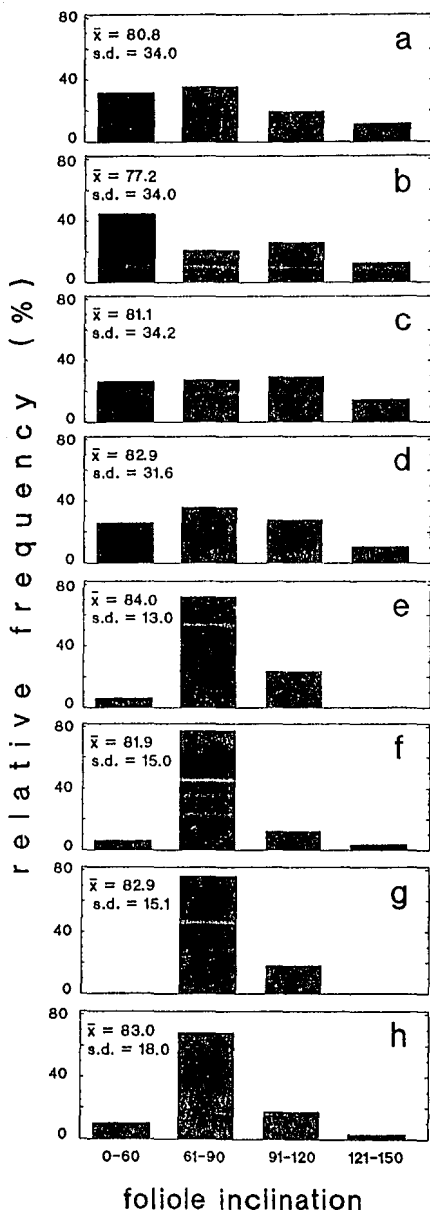 80
x̄ = 80.8
s.d. = 34.0
a
40
0
80
x̄ = 77.2
s.d. = 34.0
b
40
0
80
x̄ = 81.1
s.d. = 34.2
c
40
0
80
x̄ = 82.9
s.d. = 31.6
d
40
0
80
x̄ = 84.0
s.d. = 13.0
e
40
0
80
x̄ = 81.9
s.d. = 15.0
f
40
0
80
x̄ = 82.9
s.d. = 15.1
g
40
0
80
x̄ = 83.0
s.d. = 18.0
h
40
0
relative frequency (%)
0-60 61-90 91-120 121-150
foliole inclination